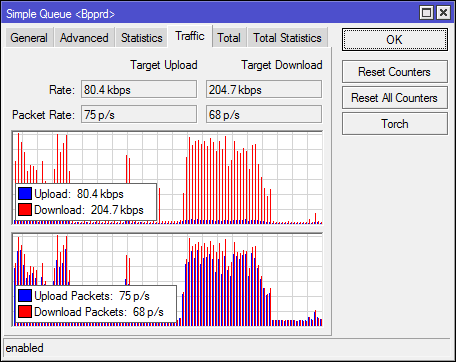 Simple Queue <Bpprd>
General Advanced Statistics Traffic Total Total Statistics
OK
Target Upload Target Download
Rate: 80.4 kbps 204.7 kbps
Reset Counters
Packet Rate: 75 p/s 68 p/s
Reset All Counters
Torch
Upload: 80.4 kbps
Download: 204.7 kbps
Upload Packets: 75 p/s
Download Packets: 68 p/s
enabled